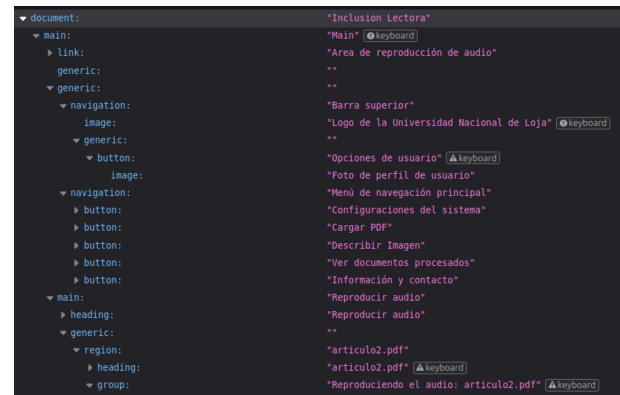 document: "Inclusion Lectora"
main: "Main" keyboard
link: "Area de reproducción de audio"
generic: ""
generic: ""
navigation: "Barra superior"
image: "Logo de la Universidad Nacional de Loja" keyboard
generic: ""
button: "Opciones de usuario" keyboard
image: "Foto de perfil de usuario"
navigation: "Menú de navegación principal"
button: "Configuraciones del sistema"
button: "Cargar PDF"
button: "Describir Imagen"
button: "Ver documentos procesados"
button: "Información y contacto"
main: "Reproducir audio"
heading: "Reproducir audio"
generic: ""
region: "articulo2.pdf"
heading: "articulo2.pdf" keyboard
group: "Reproduciendo el audio: articulo2.pdf" keyboard